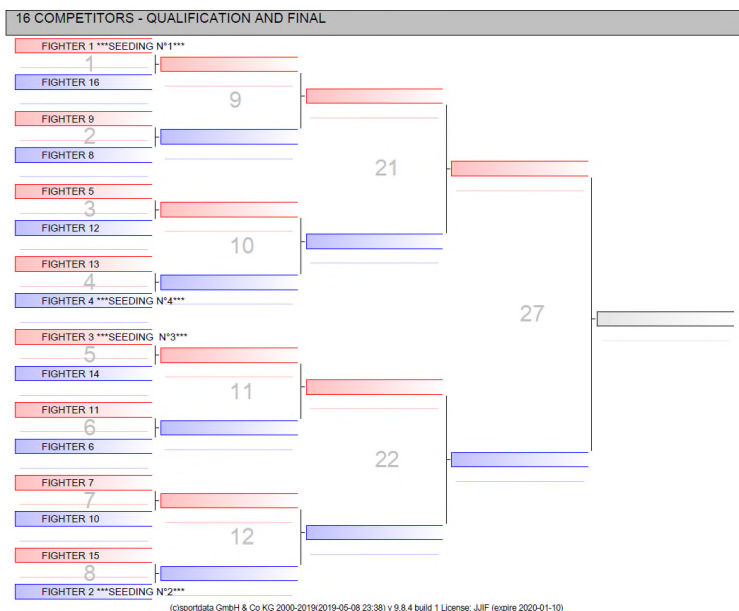 16 COMPETITORS - QUALIFICATION AND FINAL
FIGHTER 1 ***SEEDING N°1***
1
FIGHTER 16
9
FIGHTER 9
2
FIGHTER 8
21
FIGHTER 5
3
FIGHTER 12
10
FIGHTER 13
4
FIGHTER 4 ***SEEDING N°4***
27
FIGHTER 3 ***SEEDING N°3***
5
FIGHTER 14
11
FIGHTER 11
6
FIGHTER 6
22
FIGHTER 7
7
FIGHTER 10
12
FIGHTER 15
8
FIGHTER 2 ***SEEDING N°2***
(c)sportdata GmbH & Co KG 2000-2019(2019-05-08 23:38) v 9.8.4 build 1 License: JJIF (expire 2020-01-10)